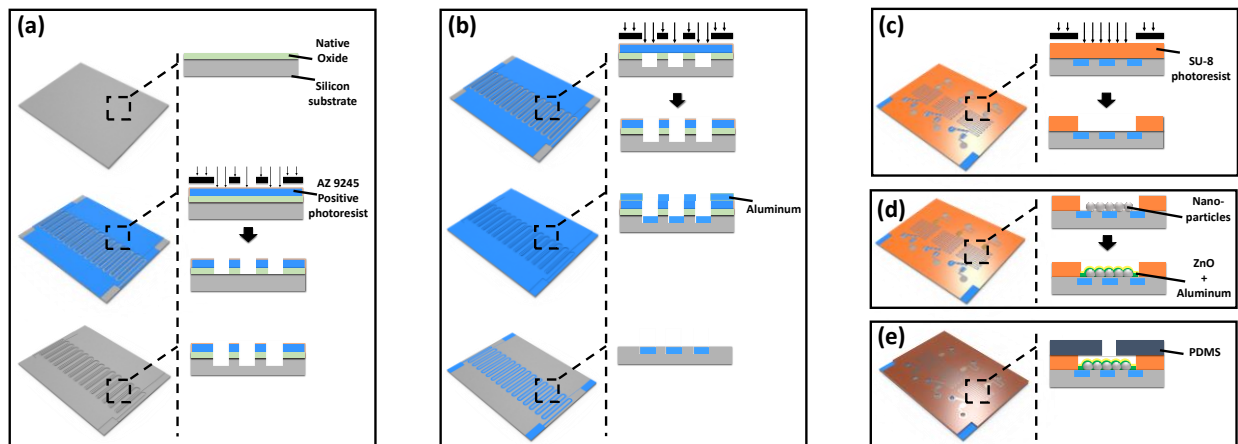 (a)
Native
Oxide
Silicon
substrate
AZ 9245
Positive
photoresist
(b)
Aluminum
(c)
SU-8
photoresist
(d)
Nano-
particles
ZnO
+
Aluminum
(e)
PDMS